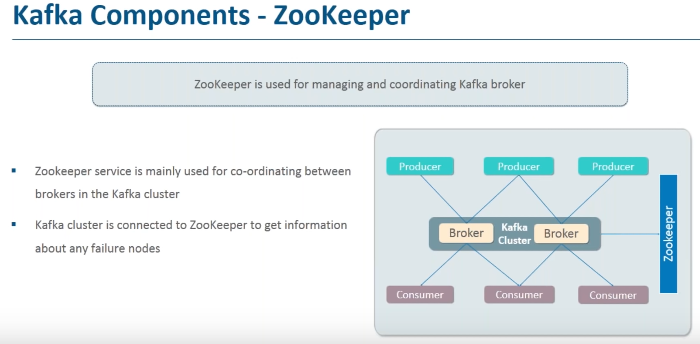 Kafka Components - ZooKeeper
ZooKeeper is used for managing and coordinating Kafka broker
Zookeeper service is mainly used for co-ordinating between
brokers in the Kafka cluster
Kafka cluster is connected to ZooKeeper to get information
about any failure nodes
Producer Producer Producer
Broker Kafka Cluster Broker
Zookeeper
Consumer Consumer Consumer